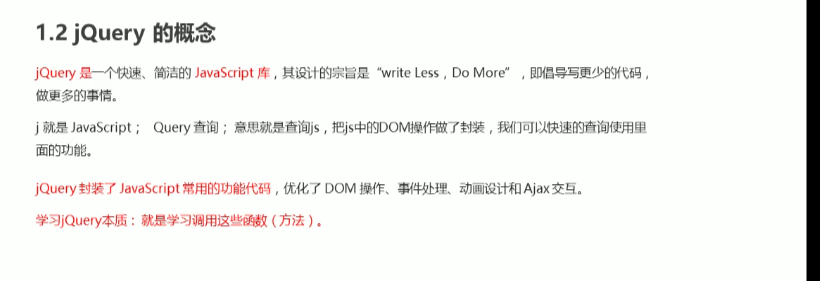 1.2 jQuery 的概念
jQuery 是一个快速、简洁的 JavaScript 库，其设计的宗旨是“write Less，Do More”，即倡导写更少的代码，
做更多的事情。
j 就是 JavaScript； Query 查询；意思就是查询js，把js中的DOM操作做了封装，我们可以快速的查询使用里
面的功能。
jQuery 封装了 JavaScript 常用的功能代码，优化了 DOM 操作、事件处理、动画设计和 Ajax 交互。
学习jQuery本质：就是学习调用这些函数（方法）。